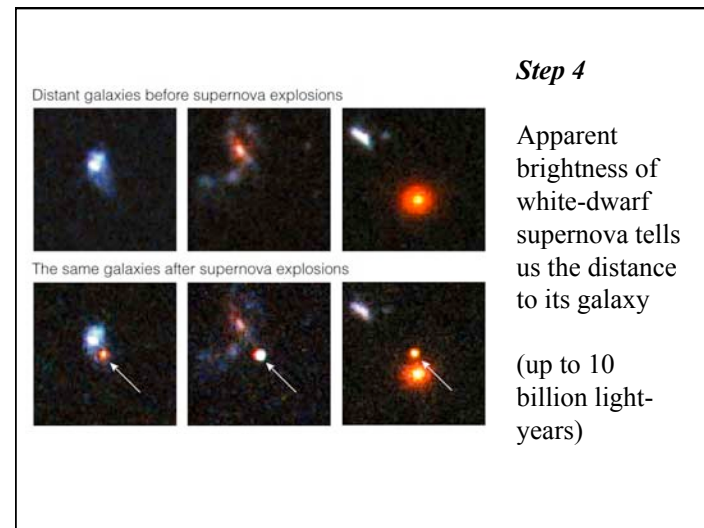 Distant galaxies before supernova explosions
The same galaxies after supernova explosions
Step 4
Apparent
brightness of
white-dwarf
supernova tells
us the distance
to its galaxy
(up to 10
billion light-
years)